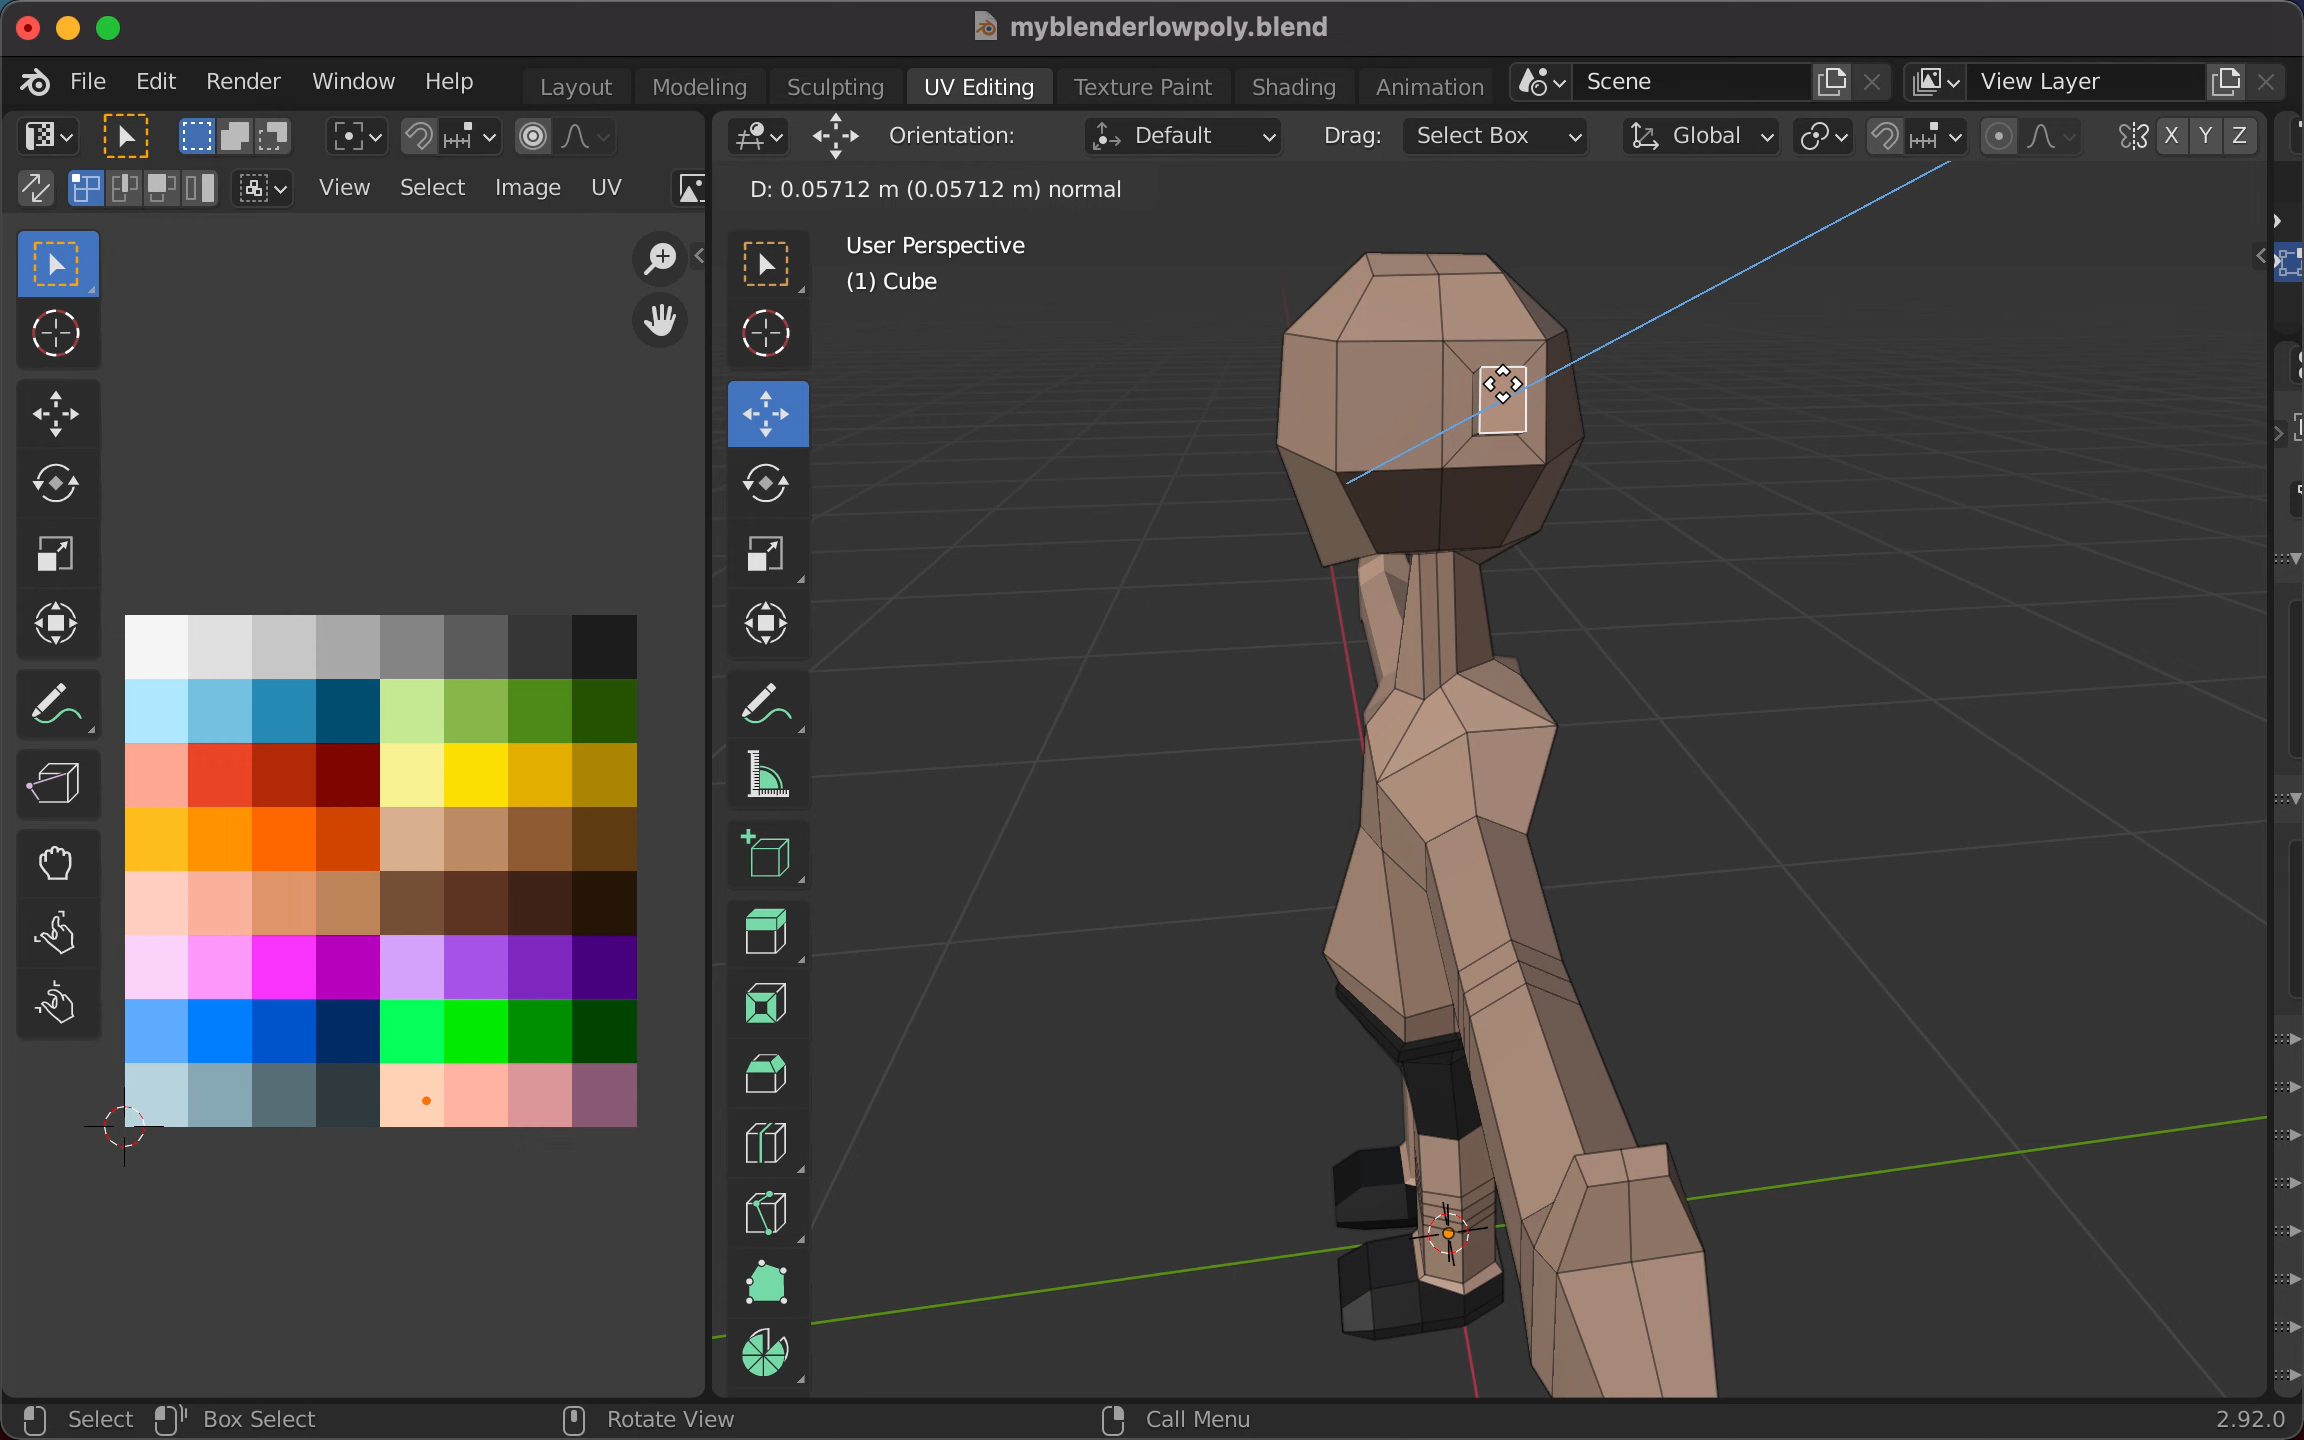 myblenderlowpoly.blend
File Edit Render Window Help Layout Modeling Sculpting UV Editing Texture Paint Shading Animation Scene View Layer
Orientation: Default Drag: Select Box Global X Y Z
View Select Image UV
D: 0.05712 m (0.05712 m) normal
User Perspective
(1) Cube
Select Box Select Rotate View Call Menu 2.92.0